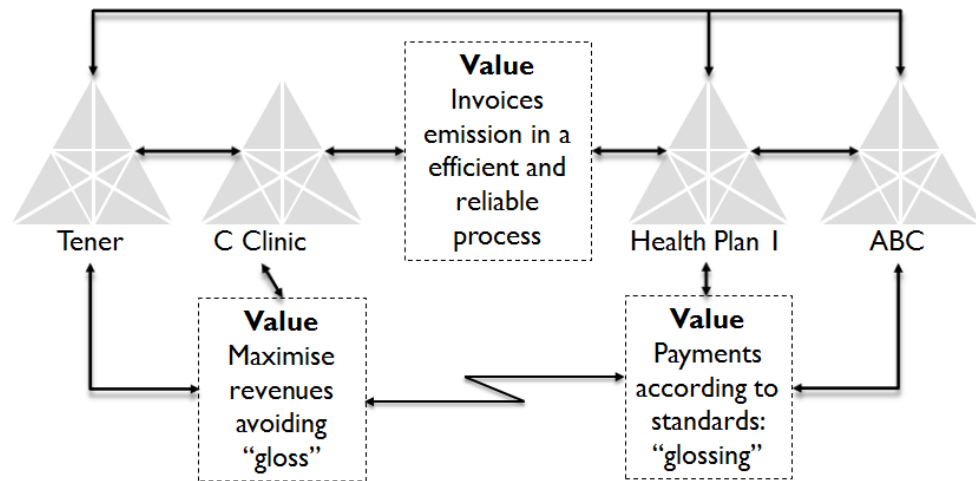 Value
Invoices
emission in a
efficient and
reliable
process
Tener
C Clinic
Health Plan 1
ABC
Value
Maximise
revenues
avoiding
“gloss”
Value
Payments
according to
standards:
“glossing”